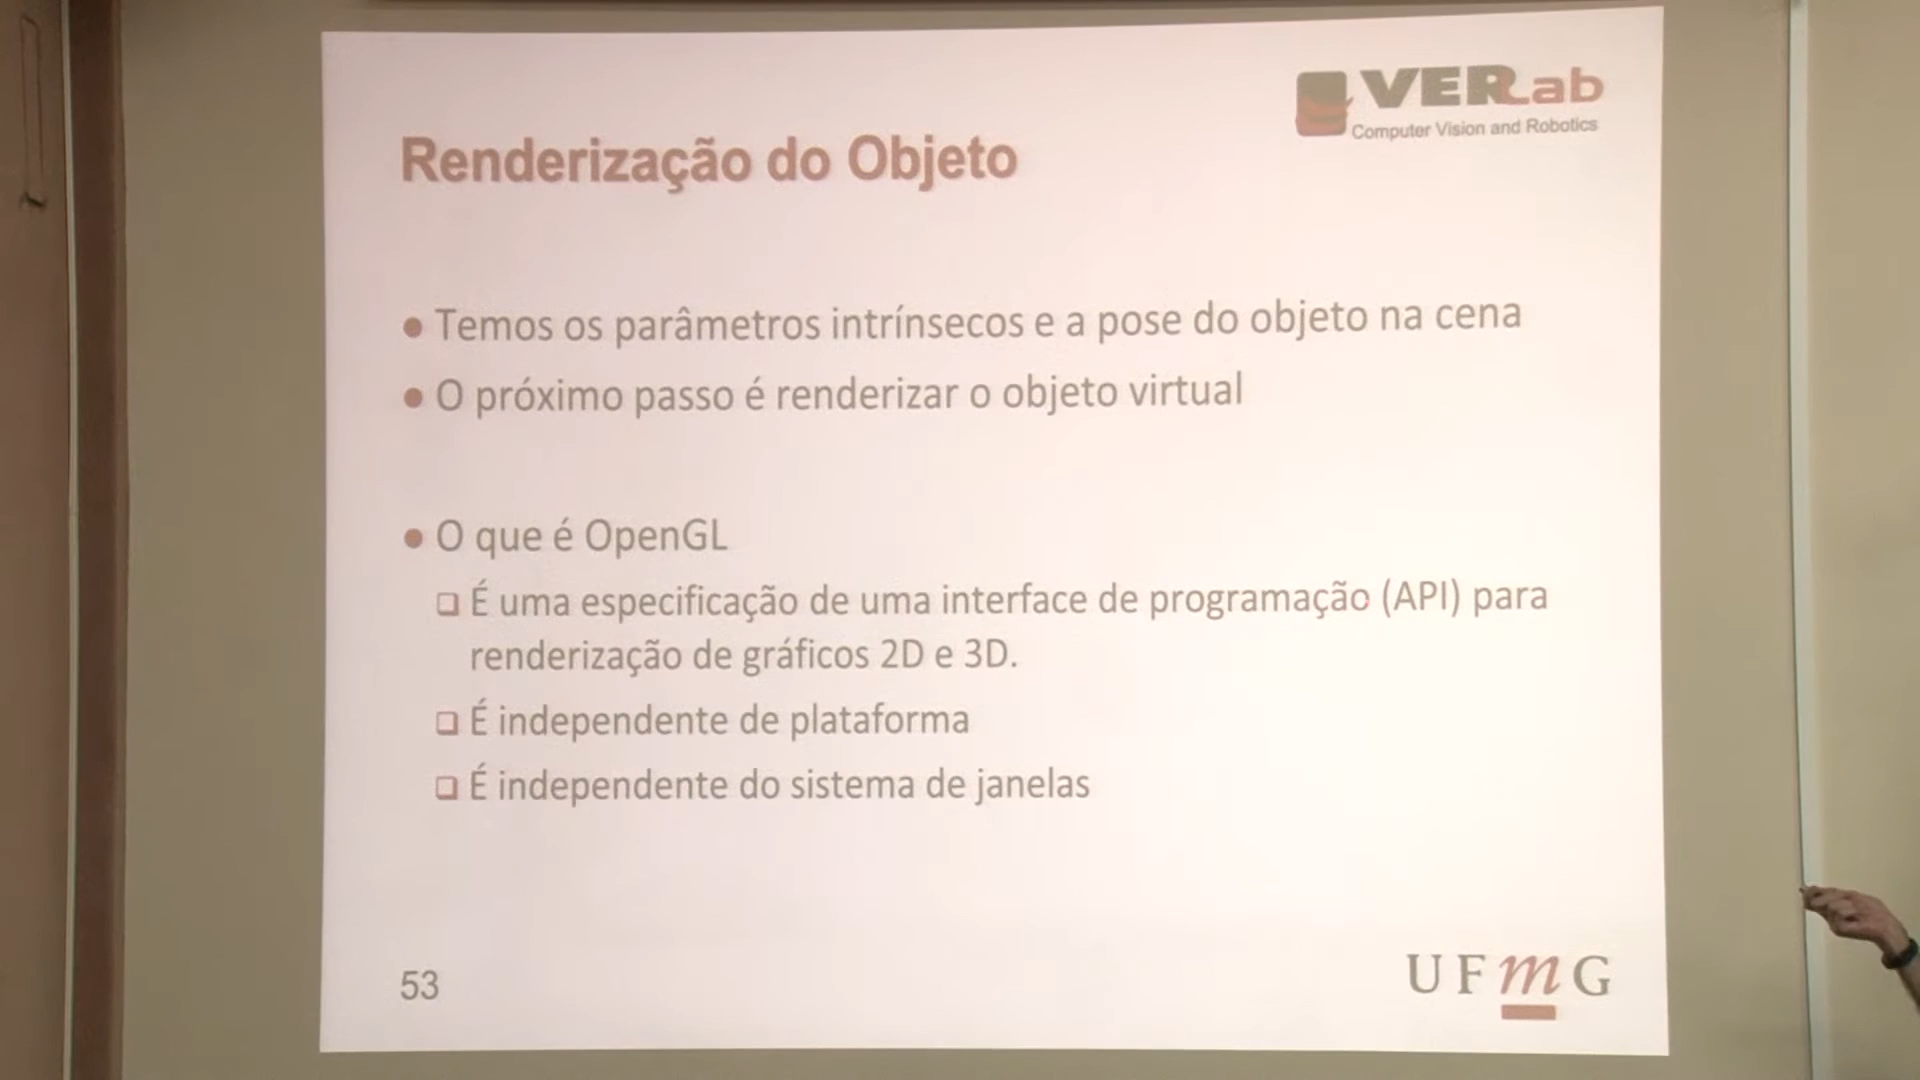 VERLab
Computer Vision and Robotics
Renderização do Objeto
● Temos os parâmetros intrínsecos e a pose do objeto na cena
● O próximo passo é renderizar o objeto virtual
● O que é OpenGL
❑ É uma especificação de uma interface de programação (API) para
renderização de gráficos 2D e 3D.
❑ É independente de plataforma
❑ É independente do sistema de janelas
53
UFmG